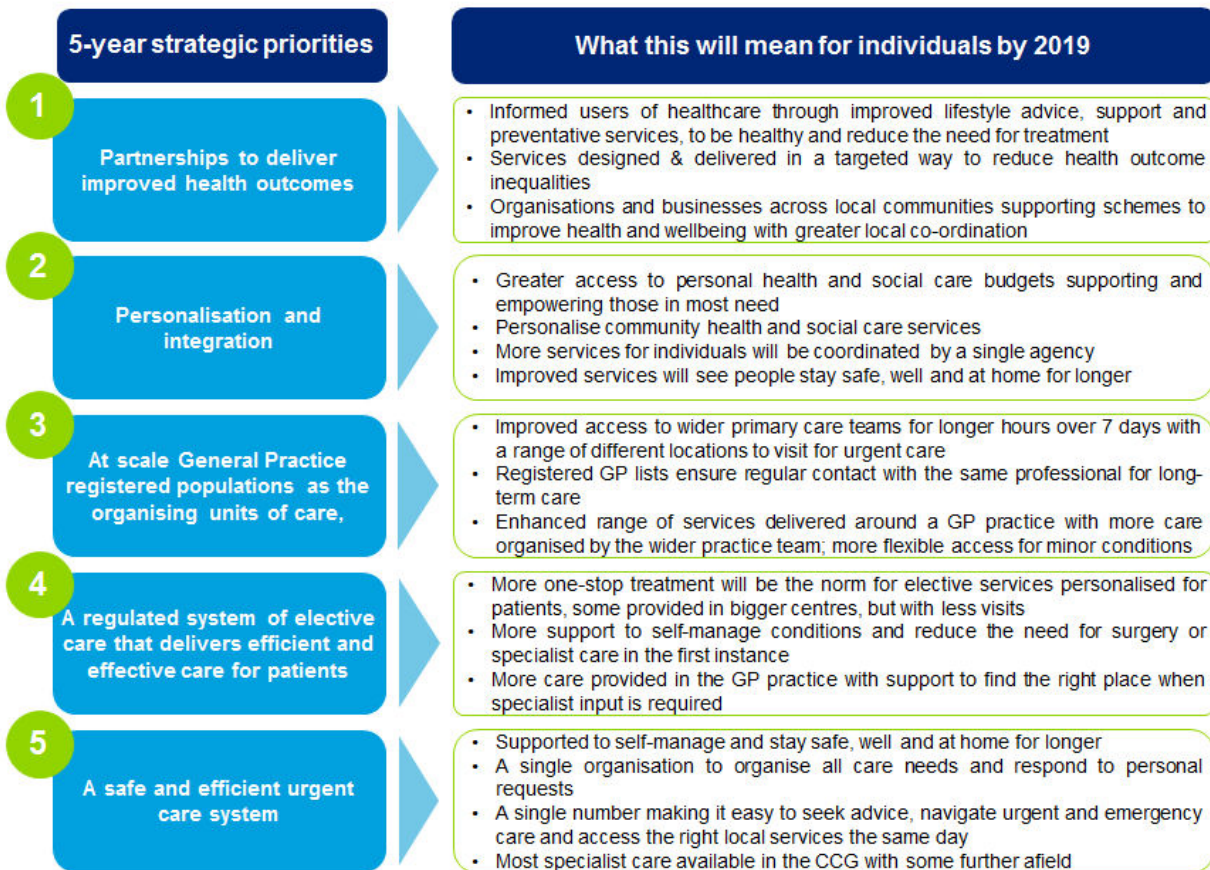 5-year strategic priorities
What this will mean for individuals by 2019
1
Partnerships to deliver
improved health outcomes
• Informed users of healthcare through improved lifestyle advice, support and
preventative services, to be healthy and reduce the need for treatment
• Services designed & delivered in a targeted way to reduce health outcome
inequalities
• Organisations and businesses across local communities supporting schemes to
improve health and wellbeing with greater local co-ordination
2
Personalisation and
integration
• Greater access to personal health and social care budgets supporting and
empowering those in most need
• Personalise community health and social care services
• More services for individuals will be coordinated by a single agency
• Improved services will see people stay safe, well and at home for longer
3
At scale General Practice
registered populations as the
organising units of care,
• Improved access to wider primary care teams for longer hours over 7 days with
a range of different locations to visit for urgent care
• Registered GP lists ensure regular contact with the same professional for long-
term care
• Enhanced range of services delivered around a GP practice with more care
organised by the wider practice team; more flexible access for minor conditions
4
A regulated system of elective
care that delivers efficient and
effective care for patients
• More one-stop treatment will be the norm for elective services personalised for
patients, some provided in bigger centres, but with less visits
• More support to self-manage conditions and reduce the need for surgery or
specialist care in the first instance
• More care provided in the GP practice with support to find the right place when
specialist input is required
5
A safe and efficient urgent
care system
• Supported to self-manage and stay safe, well and at home for longer
• A single organisation to organise all care needs and respond to personal
requests
• A single number making it easy to seek advice, navigate urgent and emergency
care and access the right local services the same day
• Most specialist care available in the CCG with some further afield